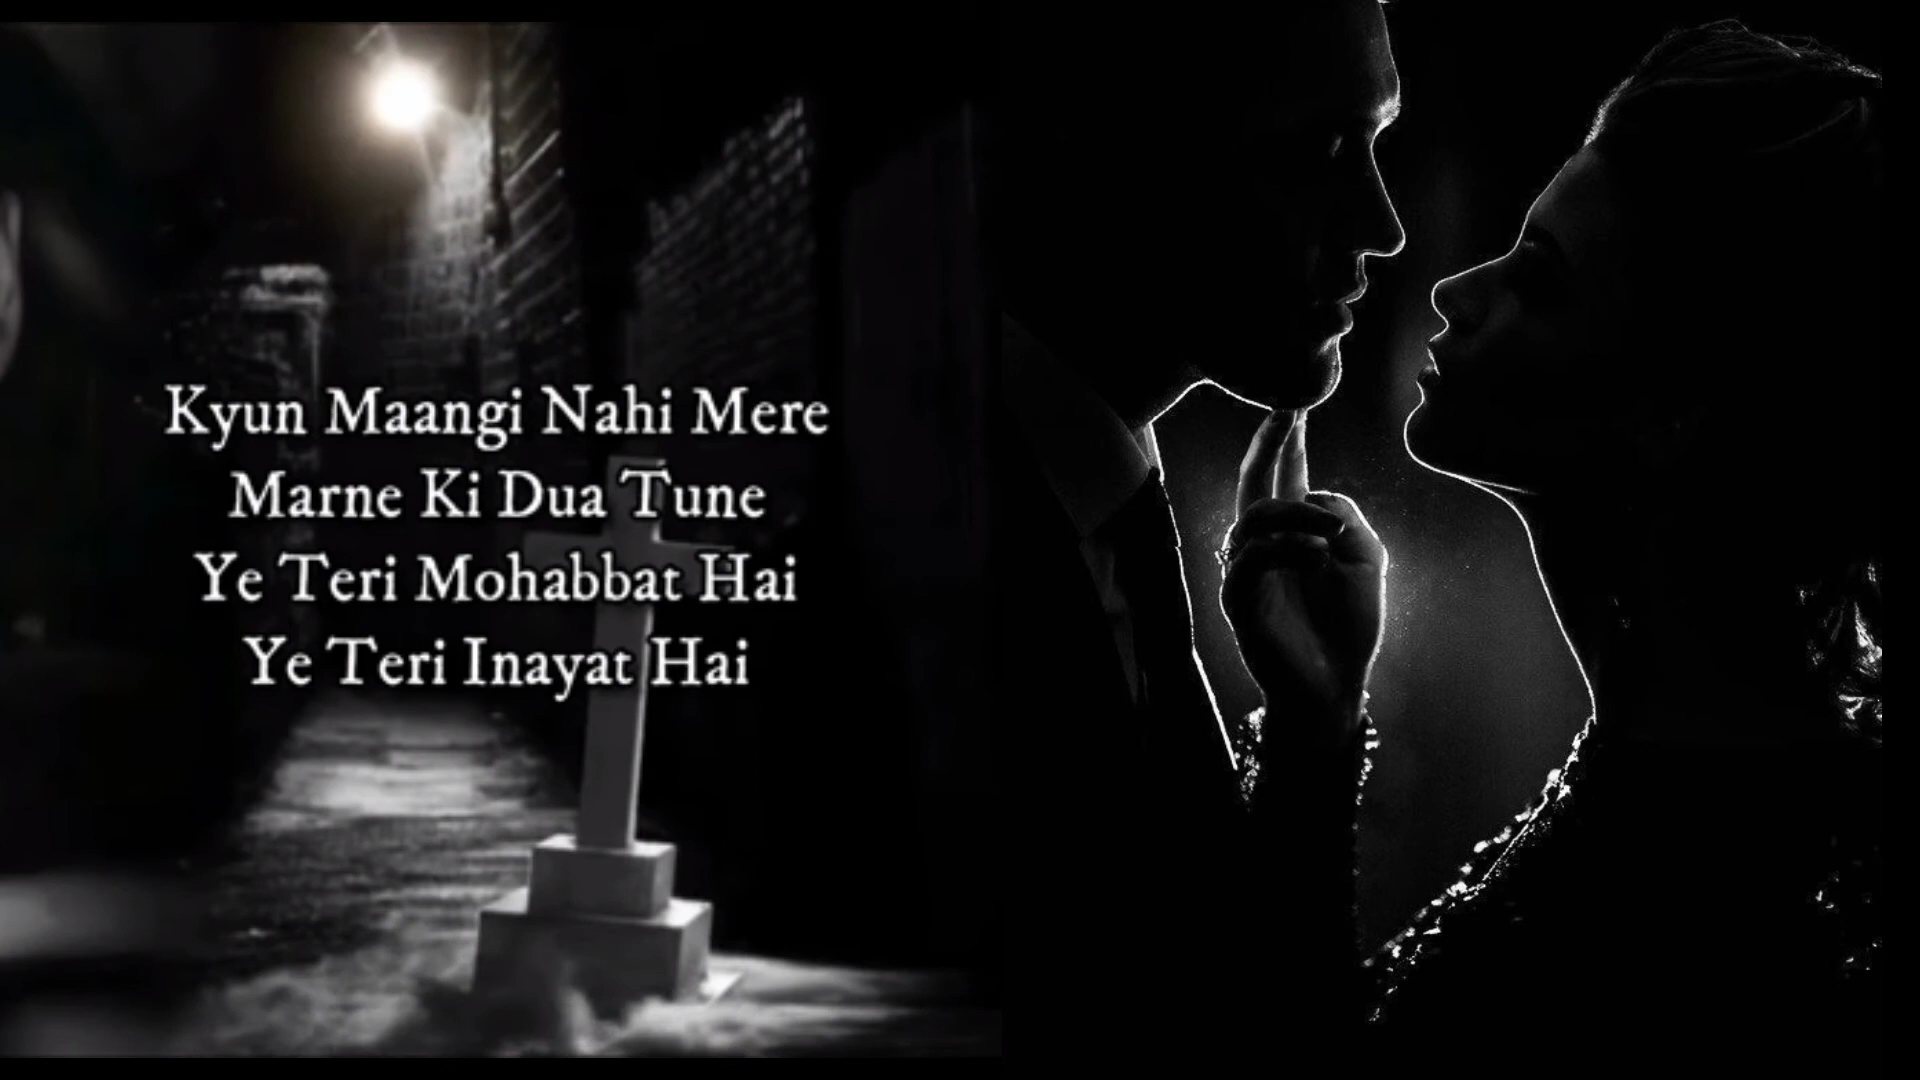 Kyun Maangi Nahi Mere
Marne Ki Dua Tune
Ye Teri Mohabbat Hai
Ye Teri Inayat Hai